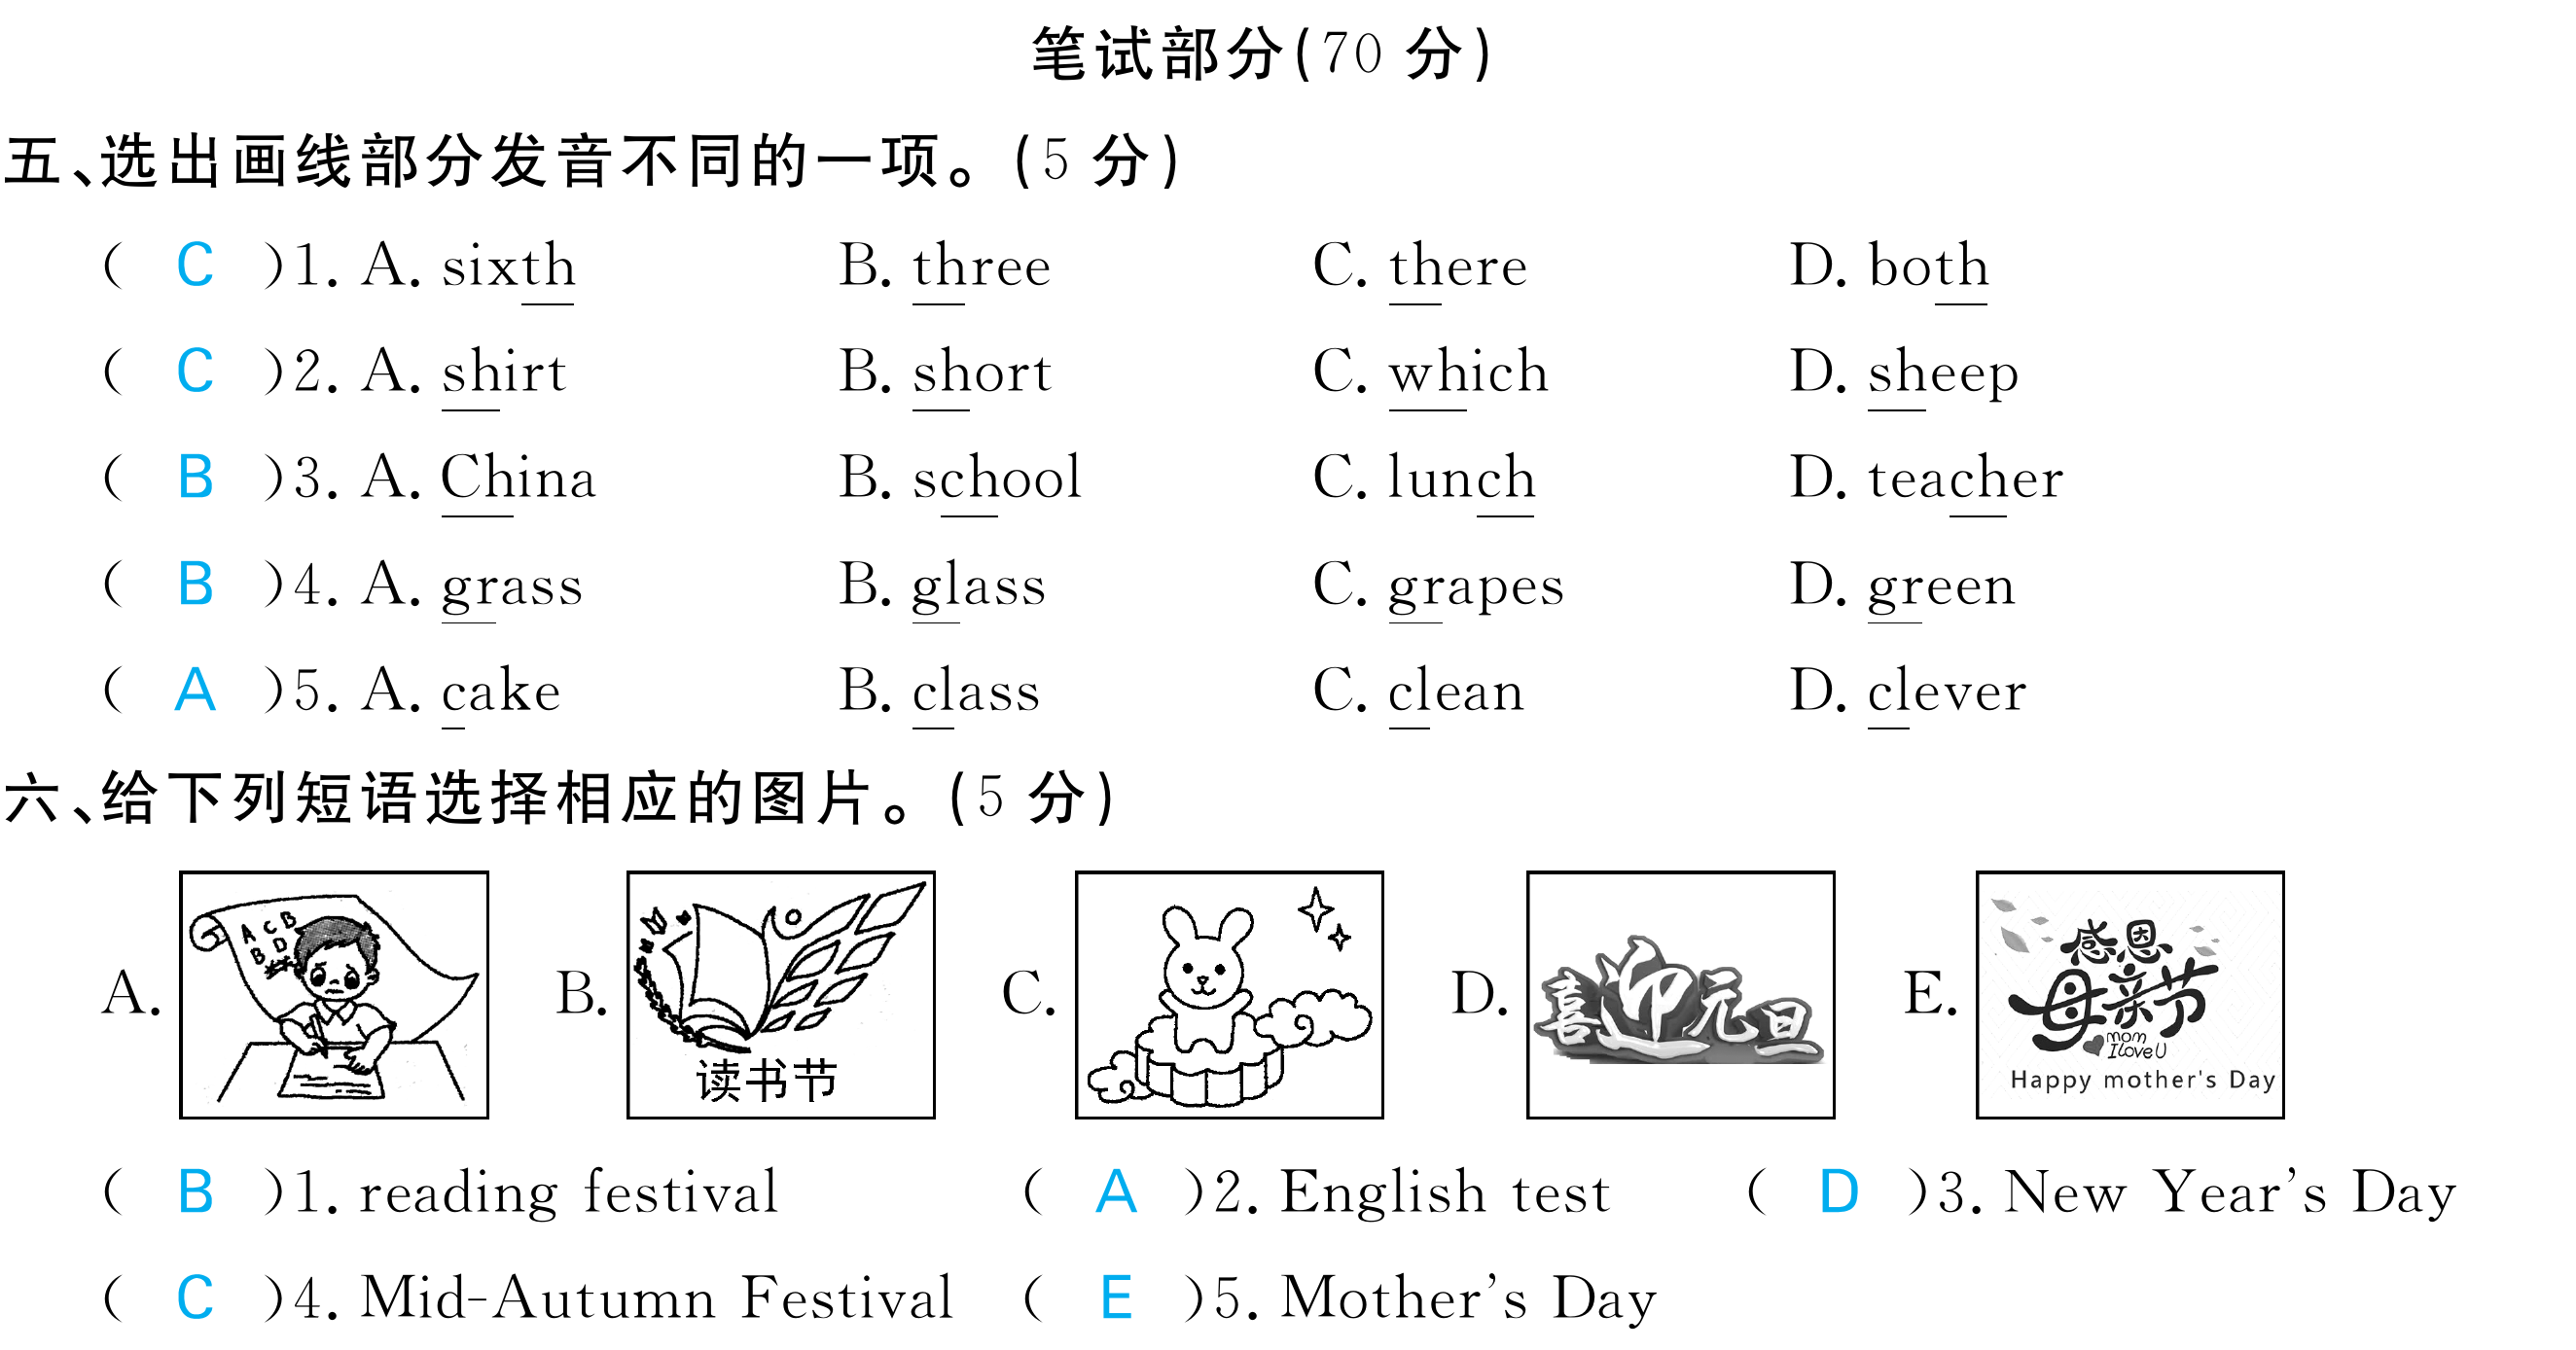 笔试部分(70 分)
五、选出画线部分发音不同的一项。(5 分)
( C )1. A. sixth B. three C. there D. both
( C )2. A. shirt B. short C. which D. sheep
( B )3. A. China B. school C. lunch D. teacher
( B )4. A. grass B. glass C. grapes D. green
( A )5. A. cake B. class C. clean D. clever
六、给下列短语选择相应的图片。(5 分)
A. B. C. D. E.
A C B
B D
读书节
喜迎元旦
感恩
母亲节
mom
I love U
Happy mother's Day
( B )1. reading festival ( A )2. English test ( D )3. New Year's Day
( C )4. Mid-Autumn Festival ( E )5. Mother's Day